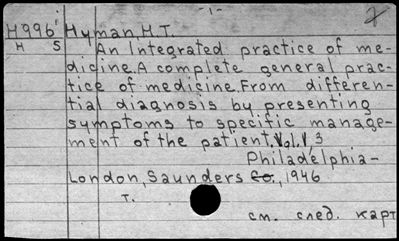 -1-
H996 Hyman, H.T.
H S An Integrated practice of me-
dicine. A complete general prac-
tice of medicine. From differen-
tial diagnosis by presenting
symptoms to specific manage-
ment of the patient. Vol. 3
Philadelphia-
London, Saunders Co., 1946
т.
см. след. карт